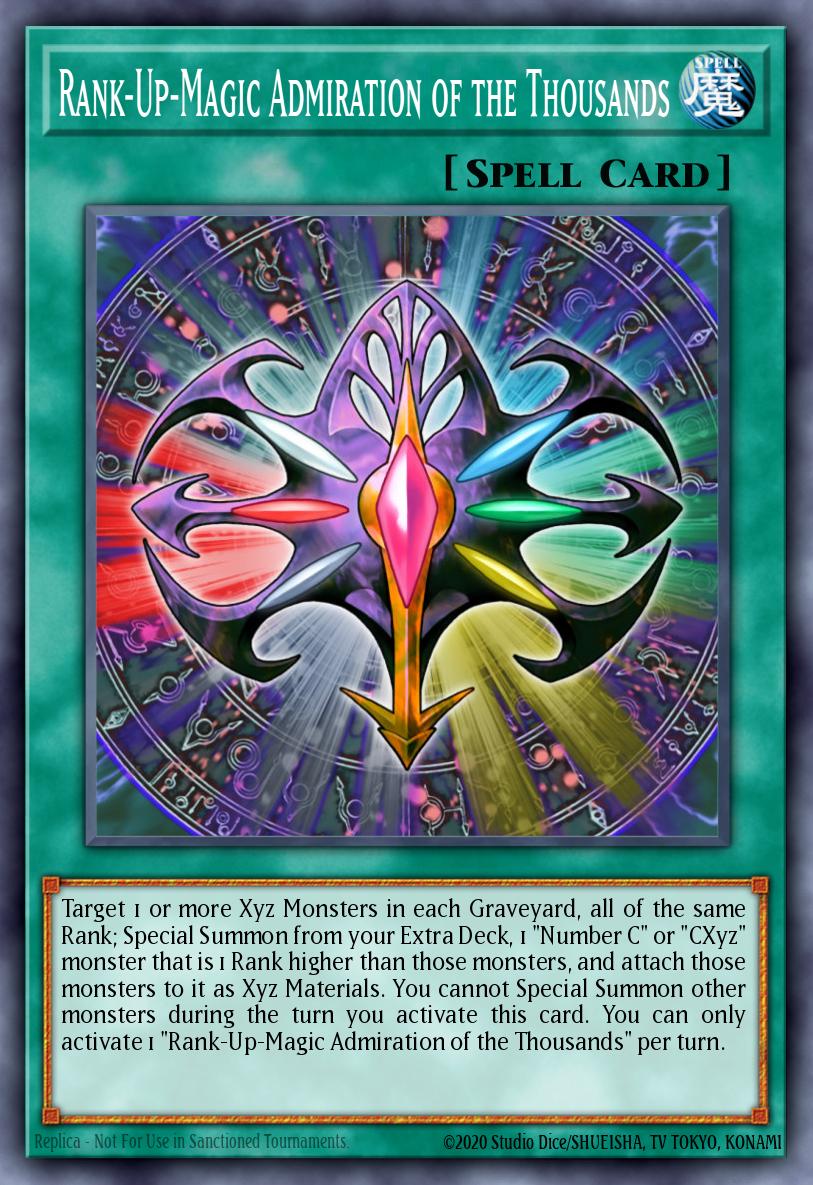 Rank-Up-Magic Admiration of the Thousands
SPELL
魔
[ Spell Card ]
Target 1 or more Xyz Monsters in each Graveyard, all of the same
Rank; Special Summon from your Extra Deck, 1 "Number C" or "CXyz"
monster that is 1 Rank higher than those monsters, and attach those
monsters to it as Xyz Materials. You cannot Special Summon other
monsters during the turn you activate this card. You can only
activate 1 "Rank-Up-Magic Admiration of the Thousands" per turn.
Replica - Not For Use in Sanctioned Tournaments.
©2020 Studio Dice/SHUEISHA, TV TOKYO, KONAMI